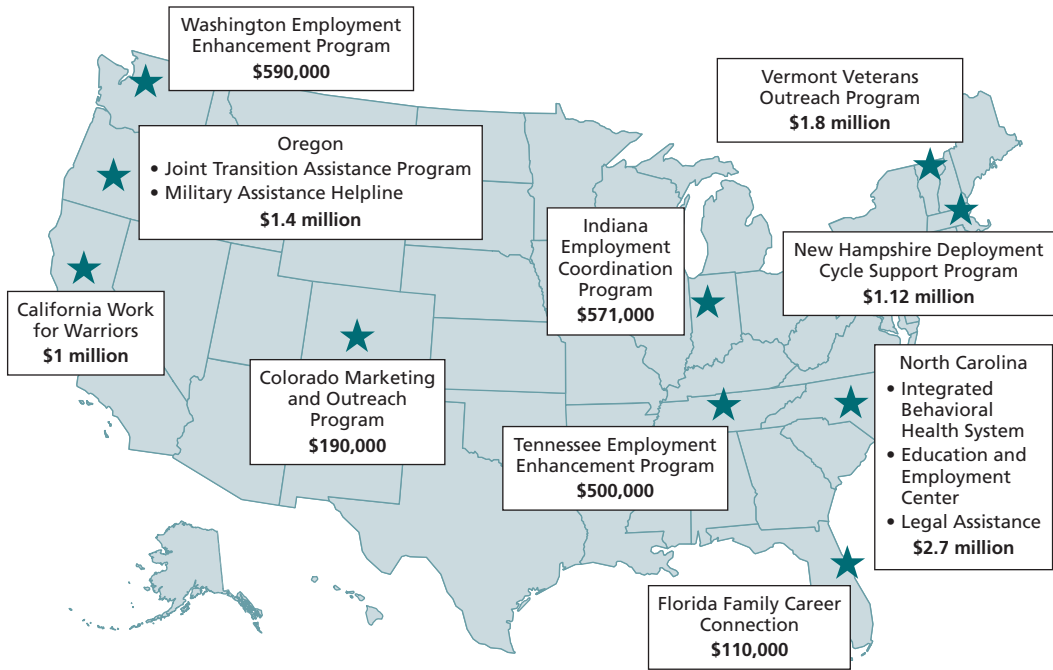 Washington Employment
Enhancement Program
$590,000
Vermont Veterans
Outreach Program
$1.8 million
Oregon
• Joint Transition Assistance Program
• Military Assistance Helpline
$1.4 million
Indiana
Employment
Coordination
Program
$571,000
New Hampshire Deployment
Cycle Support Program
$1.12 million
California Work
for Warriors
$1 million
Colorado Marketing
and Outreach
Program
$190,000
North Carolina
• Integrated
Behavioral
Health System
• Education and
Employment
Center
• Legal Assistance
$2.7 million
Tennessee Employment
Enhancement Program
$500,000
Florida Family Career
Connection
$110,000